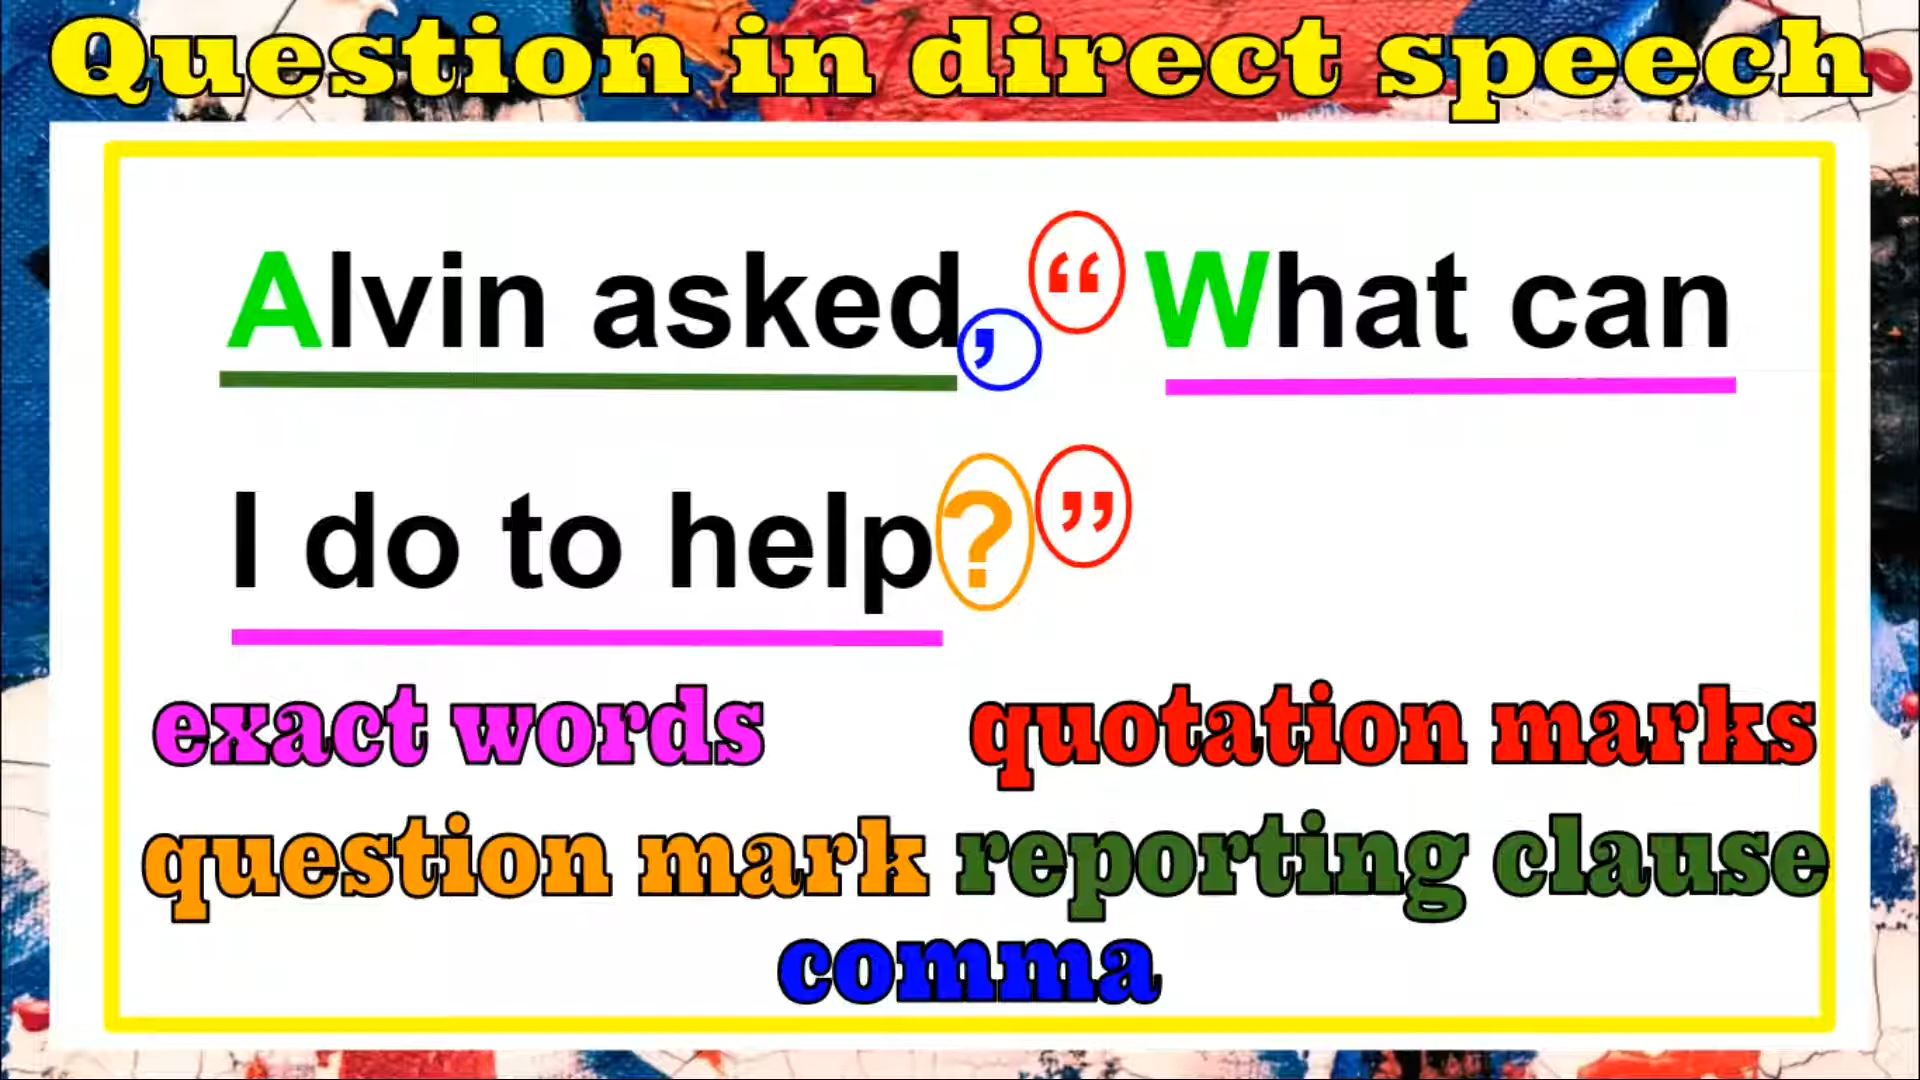 Question in direct speech
Alvin asked, “What can
I do to help?”
exact words
quotation marks
question mark
reporting clause
comma